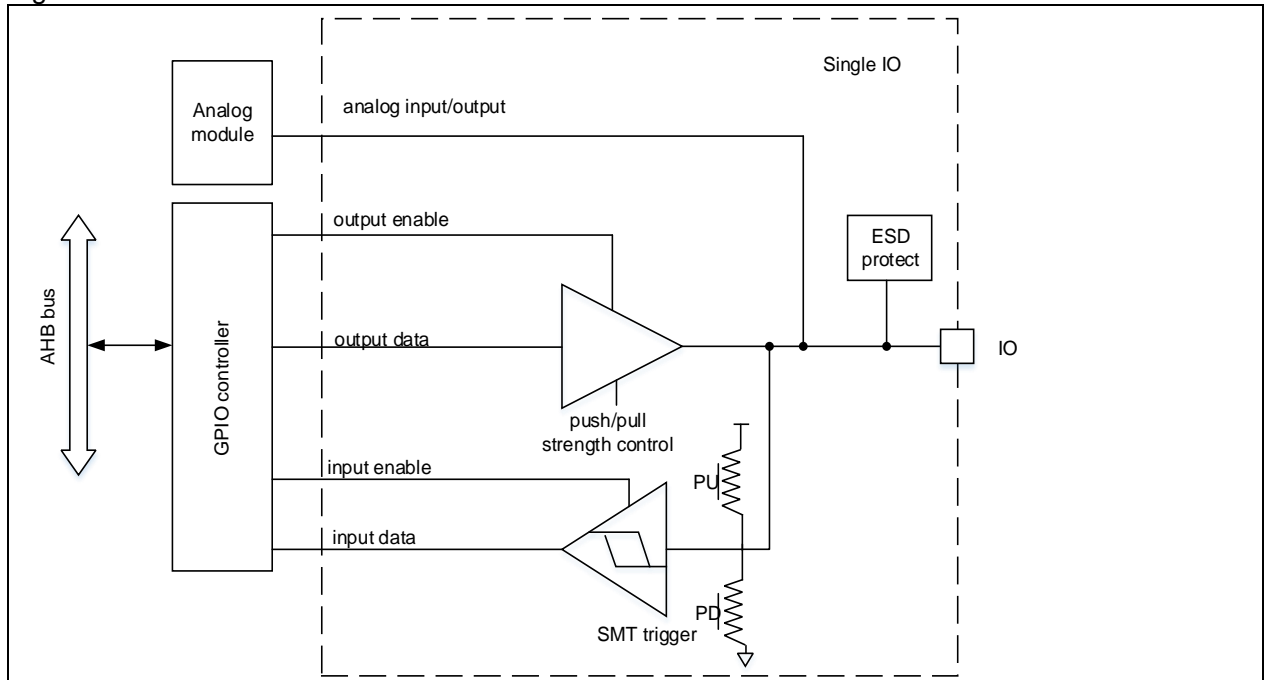 Single IO
Analog
module
analog input/output
output enable
ESD
protect
AHB bus
GPIO controller
output data
IO
push/pull
strength control
input enable
PU
input data
PD
SMT trigger